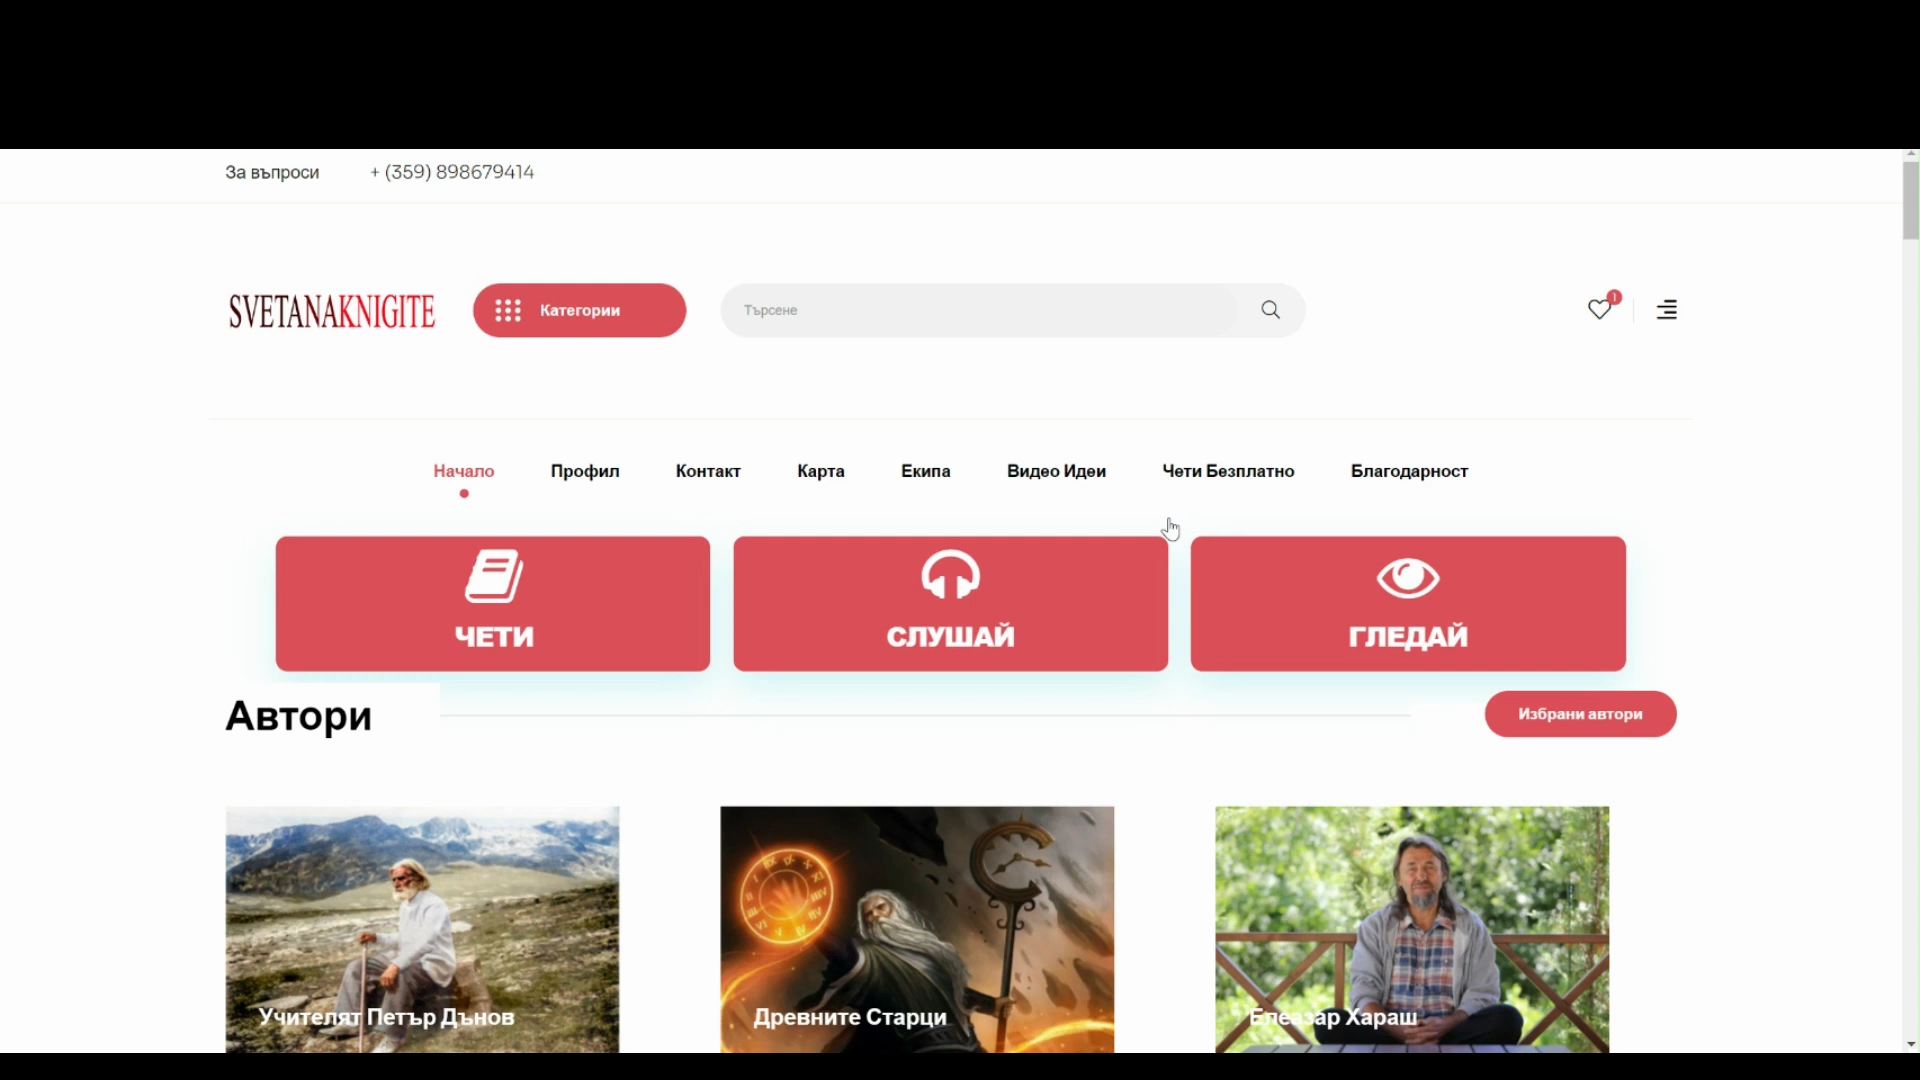 За въпроси + (359) 898679414
SVETANAKNIGITE
Категории
Търсене
1
Начало Профил Контакт Карта Екипа Видео Идеи Чети Безплатно Благодарност
ЧЕТИ СЛУШАЙ ГЛЕДАЙ
Автори
Избрани автори
Учителят Петър Дънов
Древните Старци
Елеазар Хараш